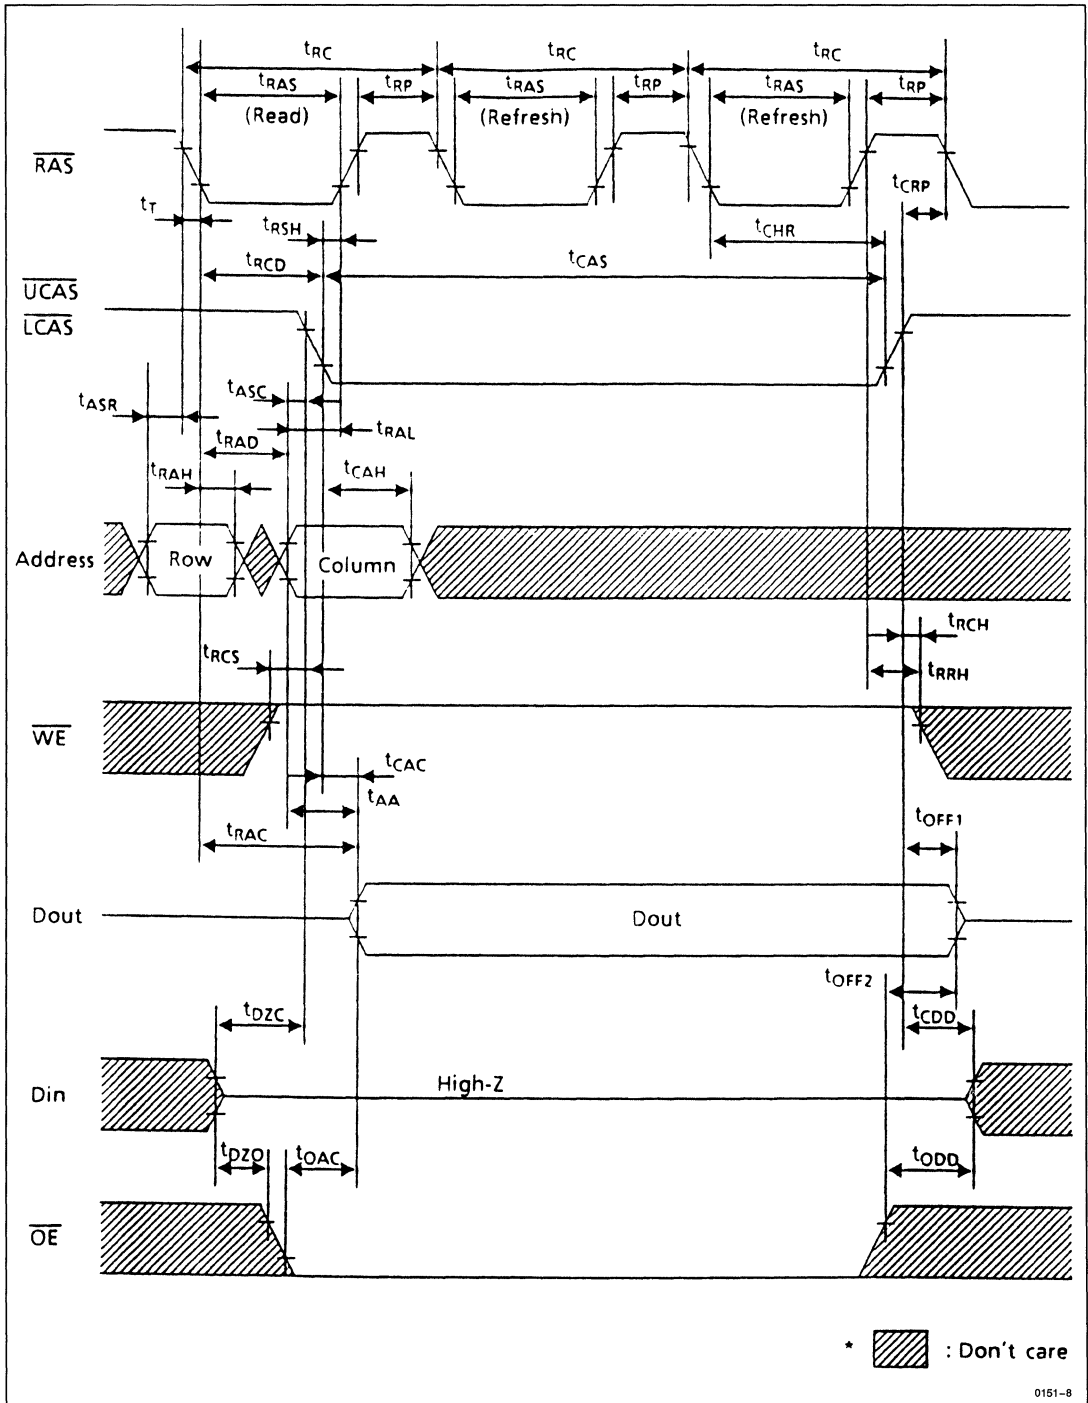 tRC tRC tRC
tRAS tRP tRAS tRP tRAS tRP
(Read) (Refresh) (Refresh)
RAS
tCRP
tT
tRSH
tCHR
tRCD tCAS
UCAS
LCAS
tASC
tASR
tRAL
tRAD
tRAH tCAH
Address Row Column
tRCH
tRCS
tRRH
WE
tCAC
tAA
tRAC
tOFF1
Dout Dout
tOFF2
tDZC tCDD
Din High-Z
tDZO tOAC tODD
OE
* : Don't care
0151-8